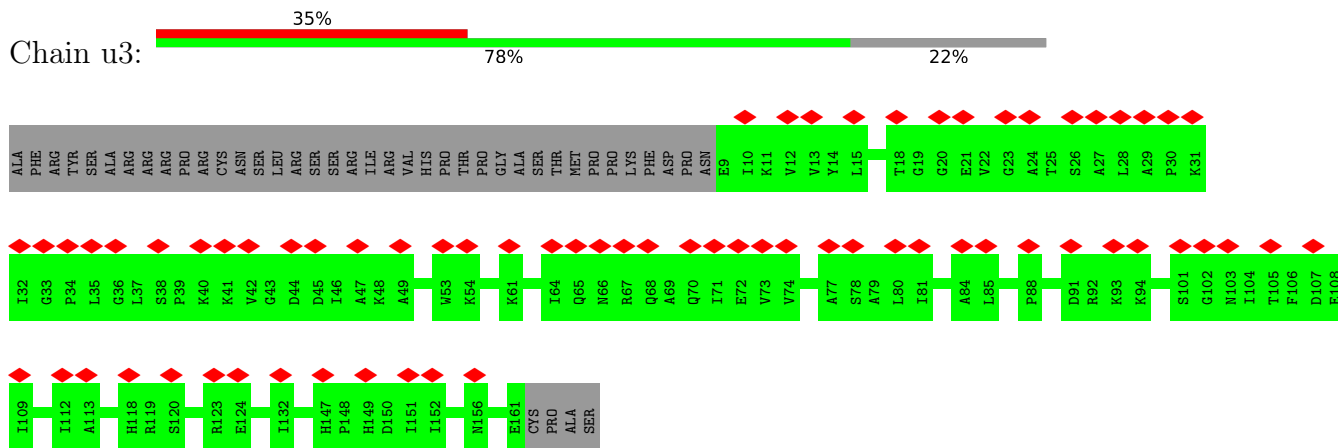 35%
Chain u3:
78% 22%
ALA PHE ARG TYR SER ALA ARG ARG ARG ARG PRO ARG CYS ASN SER LEU ARG SER SER ARG ILE ARG VAL HIS PRO THR PRO GLY ALA SER THR MET PRO PRO LYS PHE ASP PRO ASN E9 I10 K11 V12 V13 Y14 L15 T18 G19 G20 E21 V22 G23 A24 T25 S26 A27 L28 A29 P30 K31
I32 G33 P34 L35 G36 L37 S38 P39 K40 K41 V42 G43 D44 D45 I46 A47 K48 A49 W53 K54 K61 I64 Q65 N66 R67 Q68 A69 Q70 I71 E72 V73 V74 A77 S78 A79 L80 I81 A84 L85 P88 D91 R92 K93 K94 S101 G102 N103 I104 T105 F106 D107 E108
I109 I112 A113 H118 R119 S120 R123 E124 I132 H147 P148 H149 D150 I151 I152 N156 E161 CYS PRO ALA SER